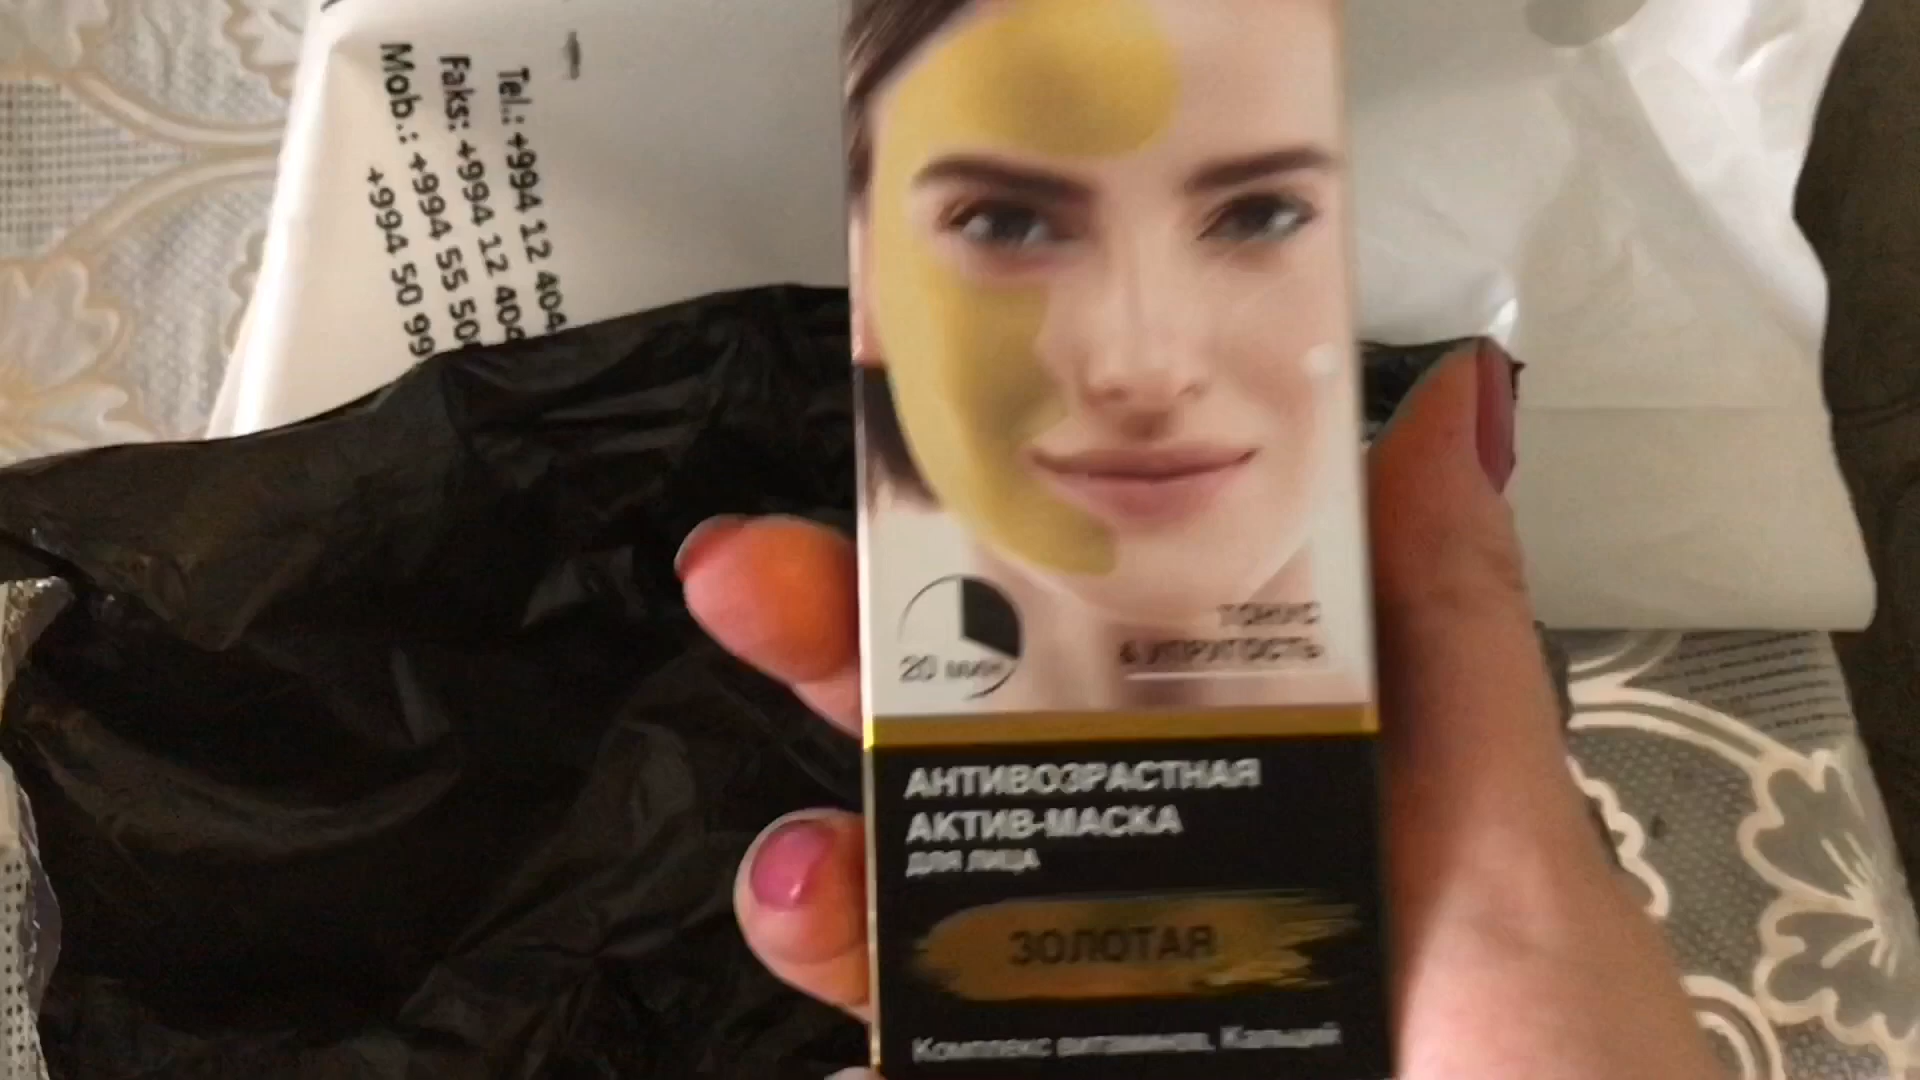 Tel.: +994 12 404
Faks: +994 12 404
Mob.: +994 55 50
+994 50 99
20 мин
ТОНУС
& УПРУГОСТЬ
АНТИВОЗРАСТНАЯ
АКТИВ-МАСКА
ДЛЯ ЛИЦА
ЗОЛОТАЯ
Комплекс витаминов, Кальций